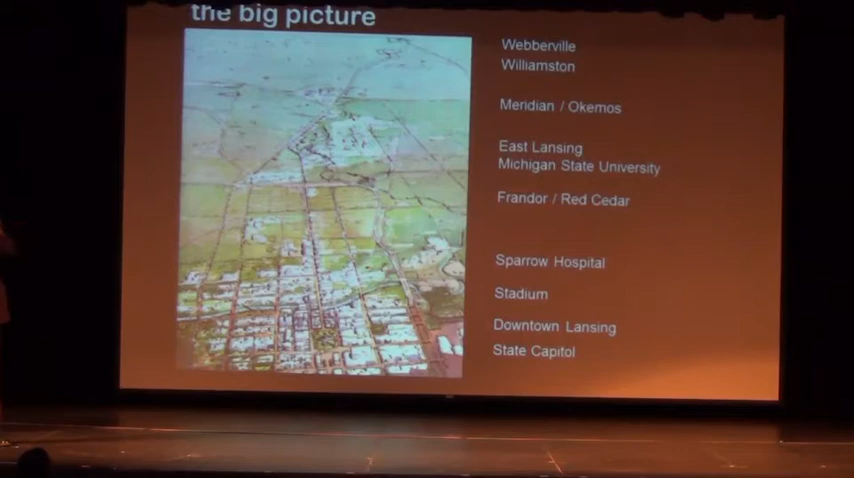 the big picture
Webberville
Williamston
Meridian / Okemos
East Lansing
Michigan State University
Frandor / Red Cedar
Sparrow Hospital
Stadium
Downtown Lansing
State Capitol